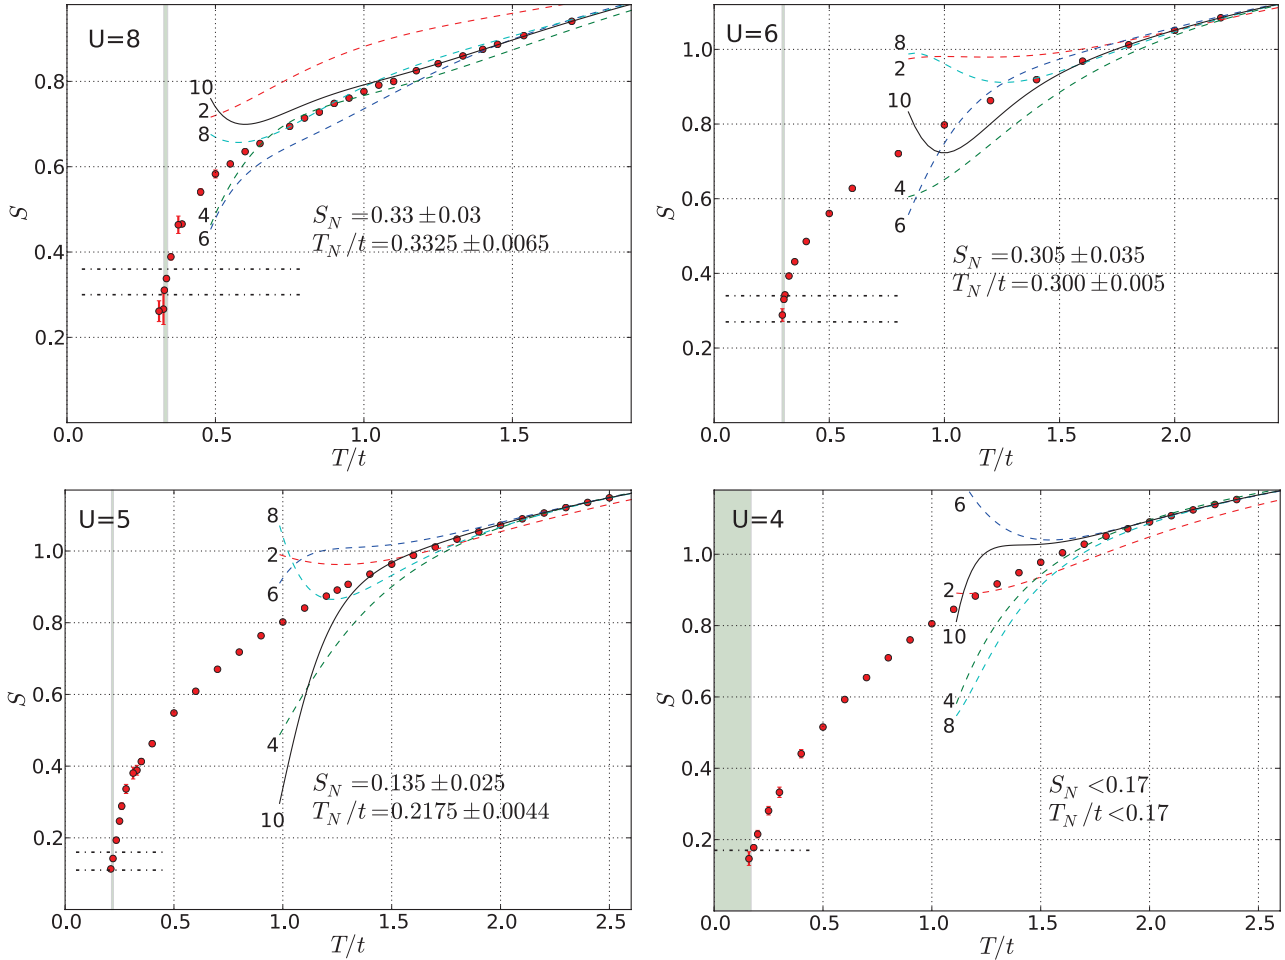 U=8
0.8
0.6
0.4
0.2
S
10
2
8
4
6
S_N = 0.33 ± 0.03
T_N/t = 0.3325 ± 0.0065
0.0 0.5 1.0 1.5
T/t
U=6
1.0
0.8
0.6
0.4
0.2
S
8
2
10
4
6
S_N = 0.305 ± 0.035
T_N/t = 0.300 ± 0.005
0.0 0.5 1.0 1.5 2.0
T/t
U=5
1.0
0.8
0.6
0.4
0.2
S
8
2
6
4
10
S_N = 0.135 ± 0.025
T_N/t = 0.2175 ± 0.0044
0.0 0.5 1.0 1.5 2.0 2.5
T/t
U=4
1.0
0.8
0.6
0.4
0.2
S
6
2
10
4
8
S_N < 0.17
T_N/t < 0.17
0.0 0.5 1.0 1.5 2.0 2.5
T/t